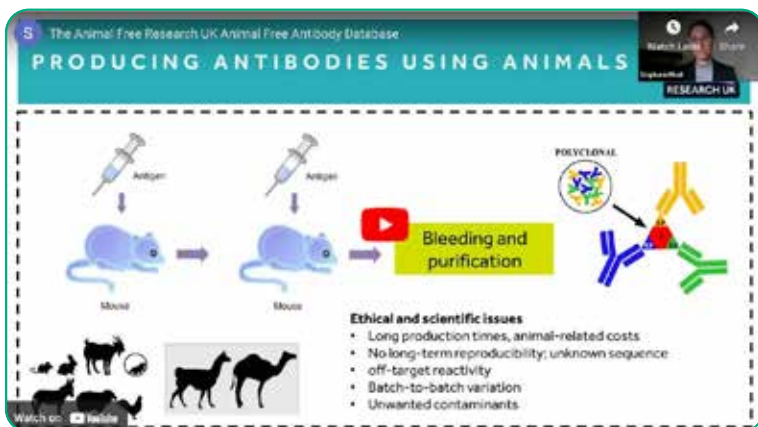 S The Animal Free Research UK Animal Free Antibody Database
Watch Later Share
PRODUCING ANTIBODIES USING ANIMALS
RESEARCH UK
Antigen
Antigen
POLYCLONAL
Bleeding and
purification
Mouse
Mouse
Ethical and scientific issues
• Long production times, animal-related costs
• No long-term reproducibility; unknown sequence
• off-target reactivity
• Batch-to-batch variation
• Unwanted contaminants
Watch on YouTube